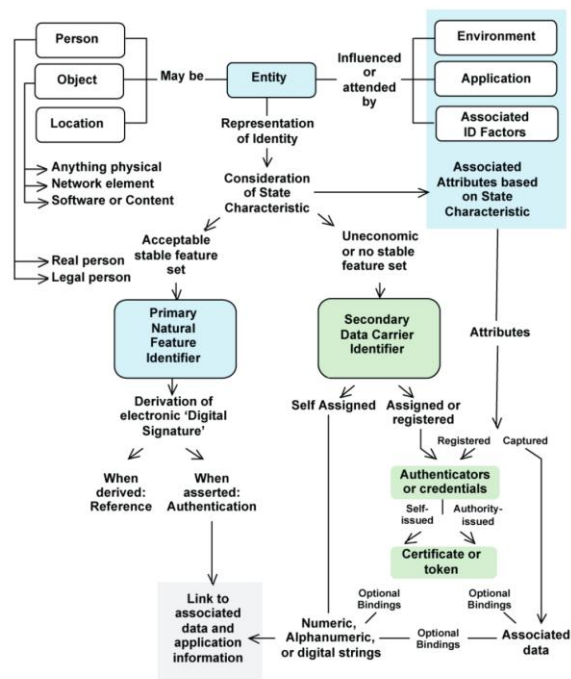 Person
Object
Location
May be
Entity
Influenced
or
attended
by
Environment
Application
Associated
ID Factors
Representation
of Identity
Anything physical
Network element
Software or Content
Consideration
of State
Characteristic
Associated
Attributes based
on State
Characteristic
Real person
Legal person
Acceptable
stable feature
set
Uneconomic
or no stable
feature set
Primary
Natural
Feature
Identifier
Secondary
Data Carrier
Identifier
Attributes
Derivation of
electronic ‘Digital
Signature’
Self Assigned
Assigned or
registered
Registered
Captured
When
derived:
Reference
When
asserted:
Authentication
Authenticators
or credentials
Self-
issued
Authority-
issued
Certificate or
token
Link to
associated
data and
application
information
Optional
Bindings
Optional
Bindings
Numeric,
Alphanumeric,
or digital strings
Optional
Bindings
Associated
data